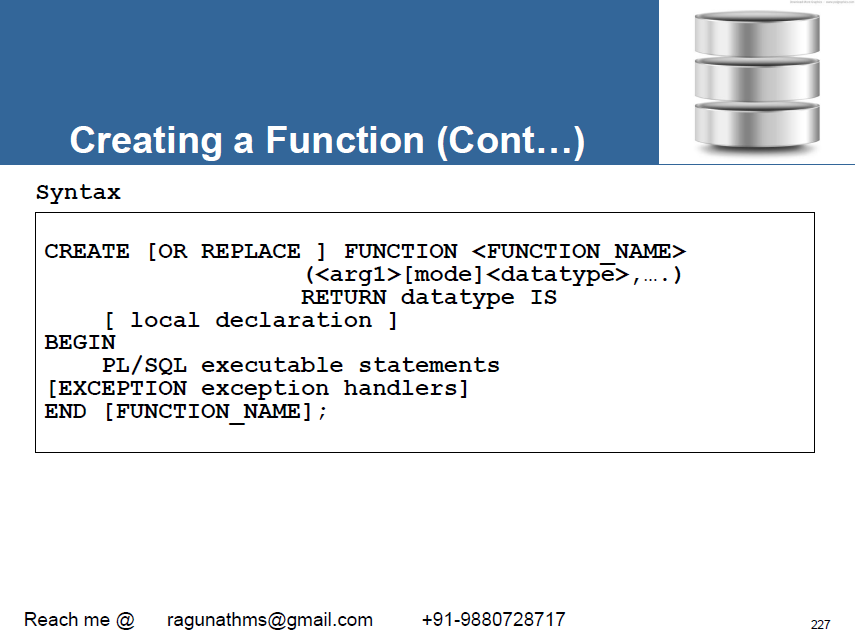 Creating a Function (Cont…)
Syntax
CREATE [OR REPLACE ] FUNCTION <FUNCTION_NAME>
(<arg1>[mode]<datatype>,….)
RETURN datatype IS
[ local declaration ]
BEGIN
PL/SQL executable statements
[EXCEPTION exception handlers]
END [FUNCTION_NAME];
Reach me @ ragunathms@gmail.com +91-9880728717
227